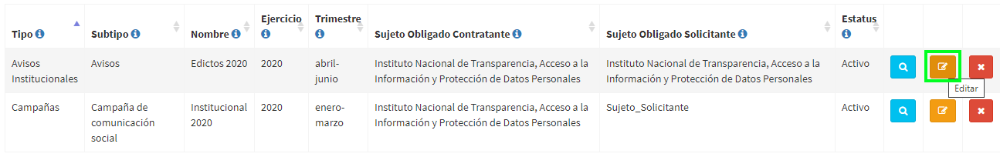 Tipo
Subtipo
Nombre
Ejercicio
Trimestre
Sujeto Obligado Contratante
Sujeto Obligado Solicitante
Estatus
Avisos
Institucionales
Avisos
Edictos 2020
2020
abril-
junio
Instituto Nacional de Transparencia, Acceso a la
Información y Protección de Datos Personales
Instituto Nacional de Transparencia, Acceso a la
Información y Protección de Datos Personales
Activo
Editar
Campañas
Campaña de
comunicación
social
Institucional
2020
2020
enero-
marzo
Instituto Nacional de Transparencia, Acceso a la
Información y Protección de Datos Personales
Sujeto_Solicitante
Activo